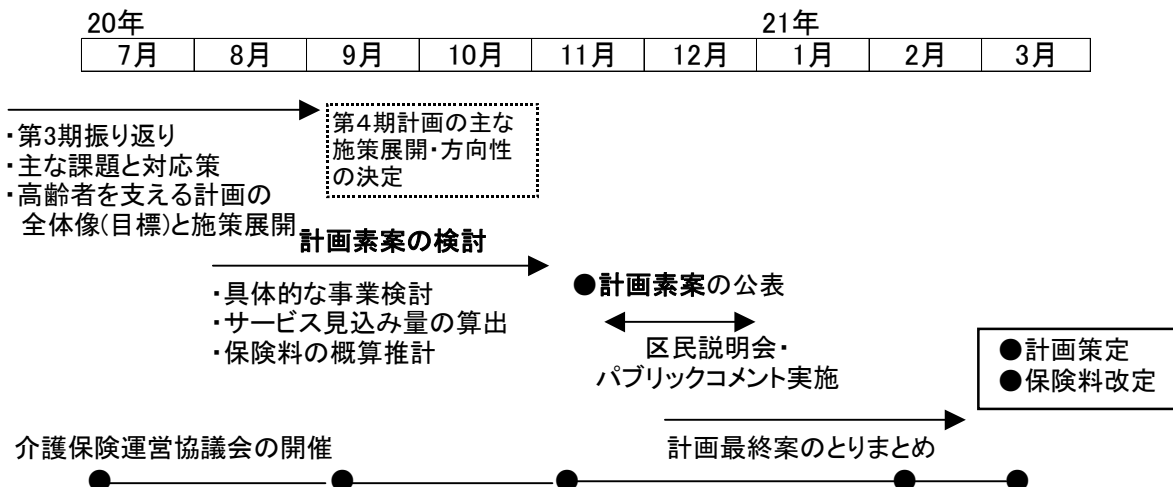 20年
21年
7月 8月 9月 10月 11月 12月 1月 2月 3月
・第3期振り返り
・主な課題と対応策
・高齢者を支える計画の
全体像(目標)と施策展開
第4期計画の主な
施策展開・方向性
の決定
計画素案の検討
・具体的な事業検討
・サービス見込み量の算出
・保険料の概算推計
●計画素案の公表
区民説明会・
パブリックコメント実施
●計画策定
●保険料改定
計画最終案のとりまとめ
介護保険運営協議会の開催